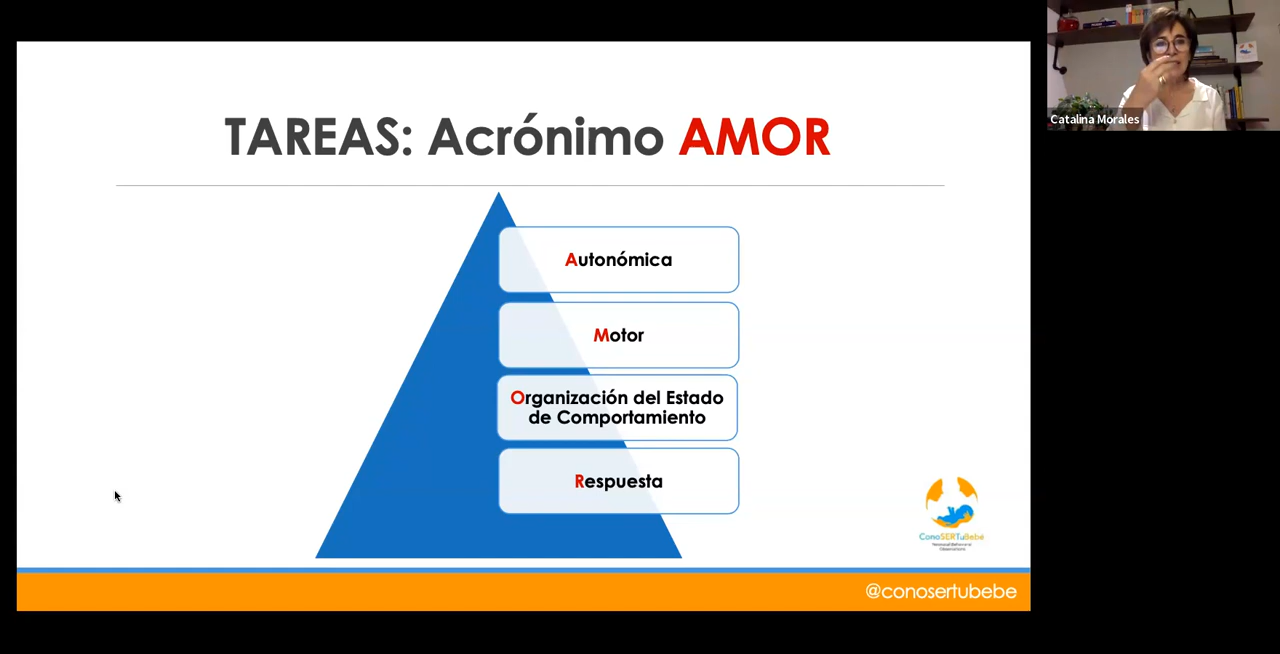 TAREAS: Acrónimo AMOR
Autonómica
Motor
Organización del Estado
de Comportamiento
Respuesta
ConoSERTuBebé
@conosertubebe
Catalina Morales